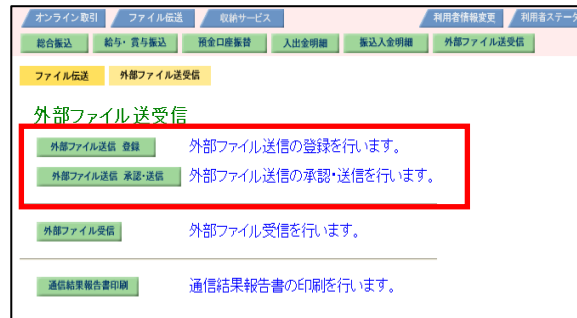 オンライン取引 ファイル伝送 収納サービス 利用者情報変更 利用者ステータ
総合振込 給与・賞与振込 預金口座振替 入出金明細 振込入金明細 外部ファイル送受信
ファイル伝送 外部ファイル送受信
外部ファイル送受信
外部ファイル送信 登録 外部ファイル送信の登録を行います。
外部ファイル送信 承認・送信 外部ファイル送信の承認・送信を行います。
外部ファイル受信 外部ファイル受信を行います。
通信結果報告書印刷 通信結果報告書の印刷を行います。